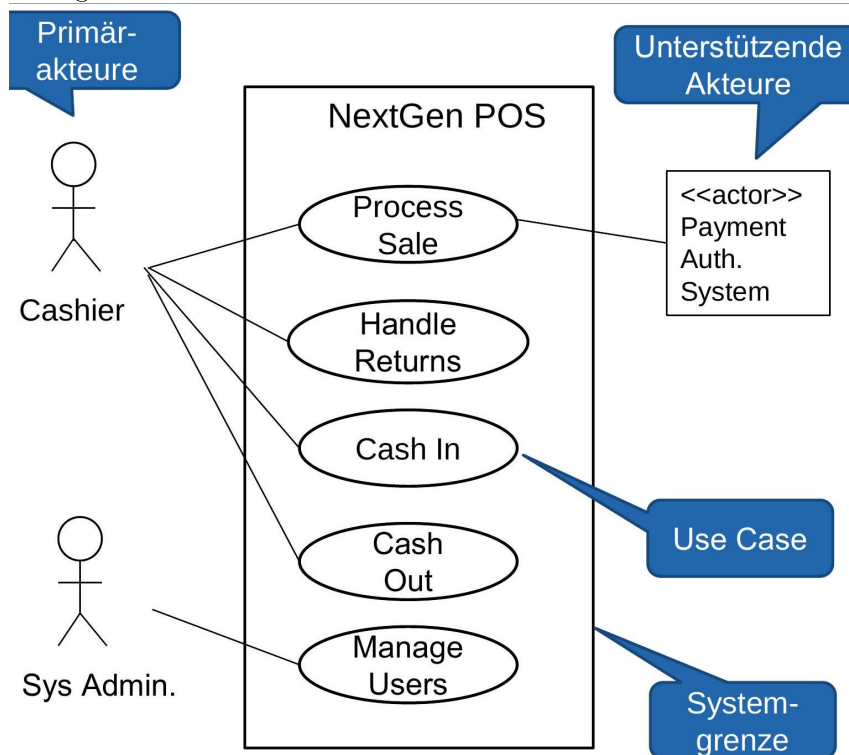 Primär-
akteure
Unterstützende
Akteure
NextGen POS
Process
Sale
<<actor>>
Payment
Auth.
System
Cashier
Handle
Returns
Cash In
Use Case
Cash
Out
Manage
Users
Sys Admin.
System-
grenze